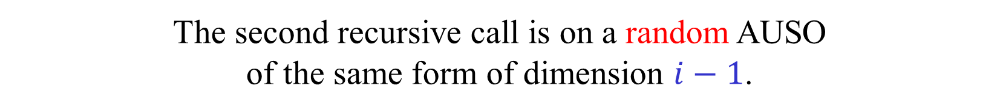 The second recursive call is on a random AUSO
of the same form of dimension i − 1.